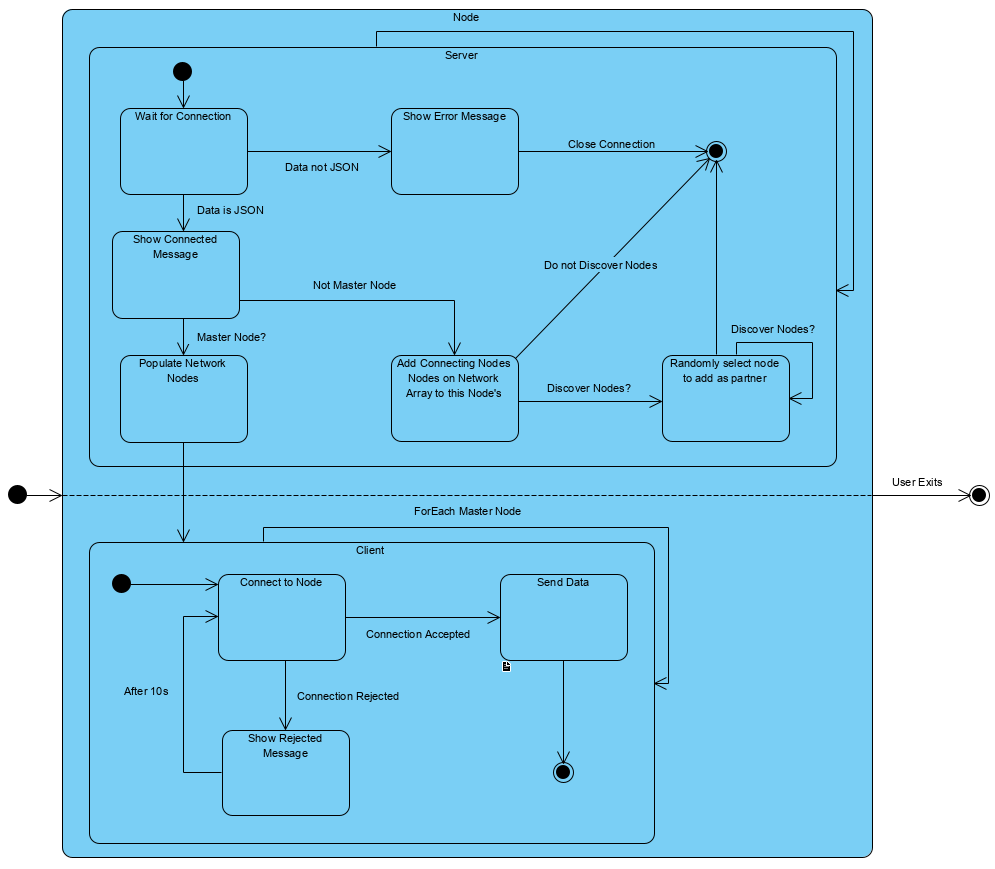 Node
Server
Wait for Connection
Show Error Message
Close Connection
Data not JSON
Data is JSON
Show Connected
Message
Not Master Node
Do not Discover Nodes
Master Node?
Discover Nodes?
Populate Network
Nodes
Add Connecting Nodes
Nodes on Network
Array to this Node's
Discover Nodes?
Randomly select node
to add as partner
User Exits
ForEach Master Node
Client
Connect to Node
Send Data
Connection Accepted
After 10s
Connection Rejected
Show Rejected
Message